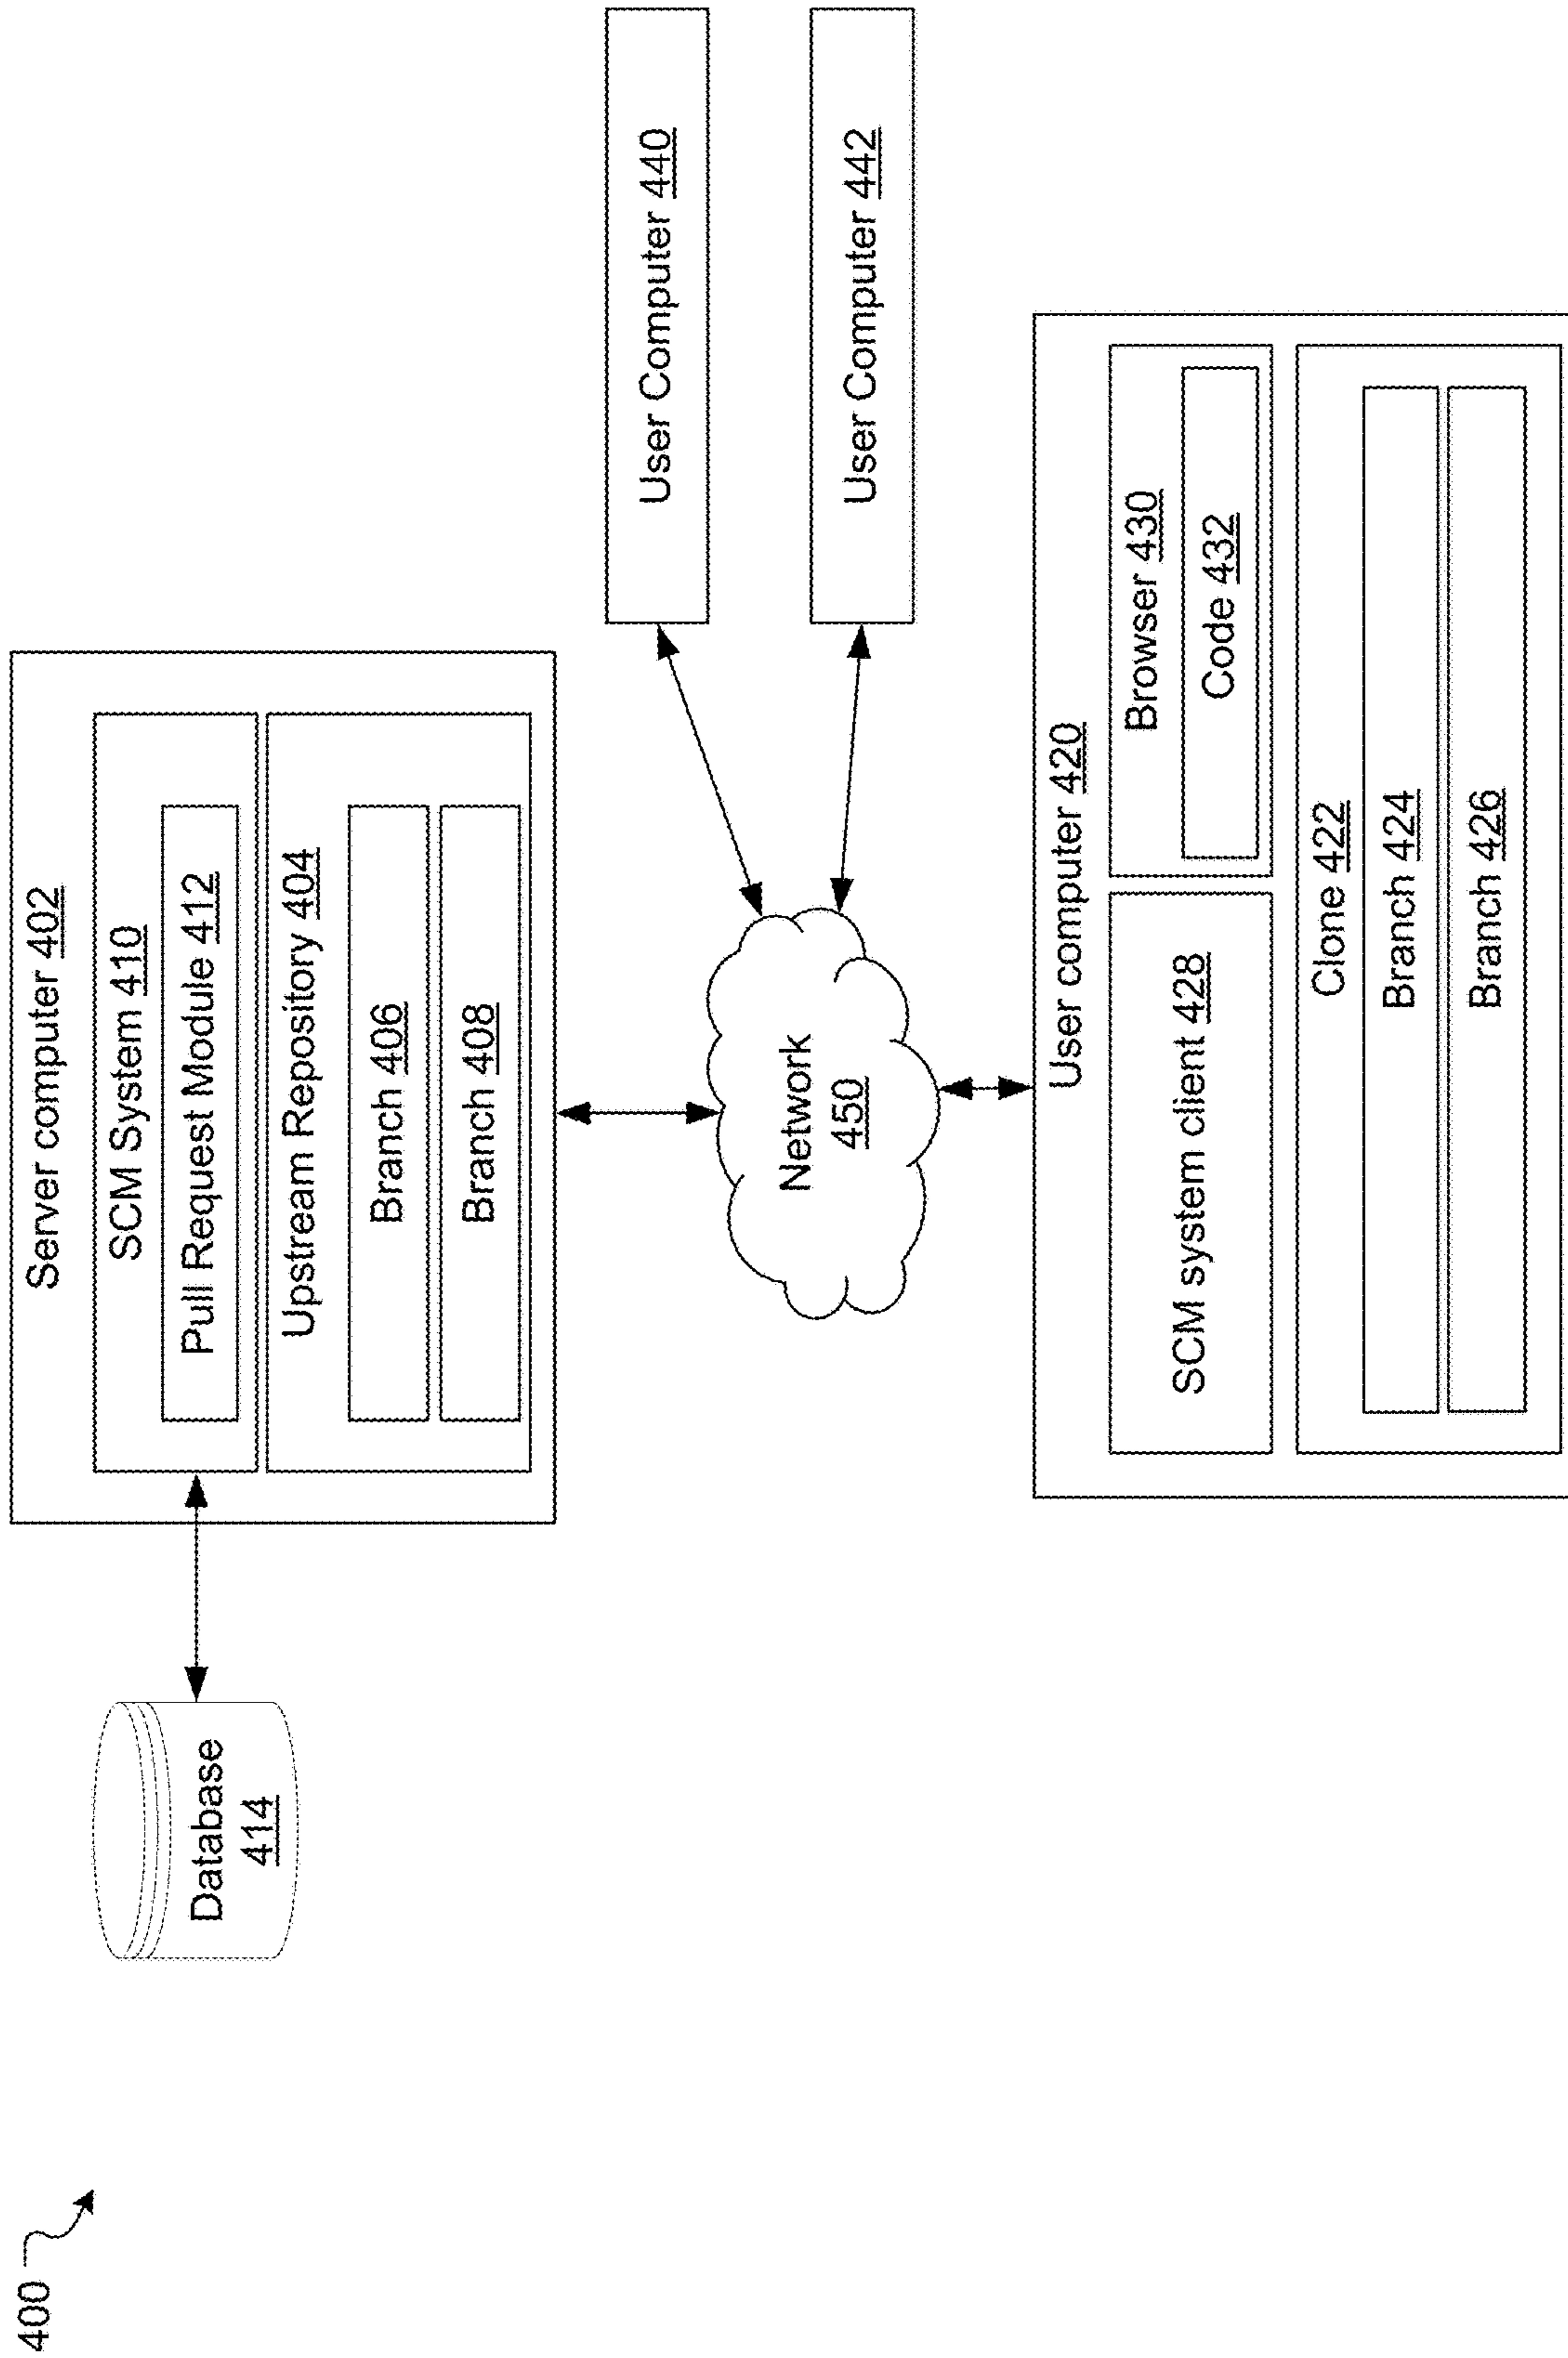 400
Database
414
Server computer 402
SCM System 410
Pull Request Module 412
Upstream Repository 404
Branch 406
Branch 408
Network
450
User Computer 440
User Computer 442
User computer 420
SCM system client 428
Browser 430
Code 432
Clone 422
Branch 424
Branch 426